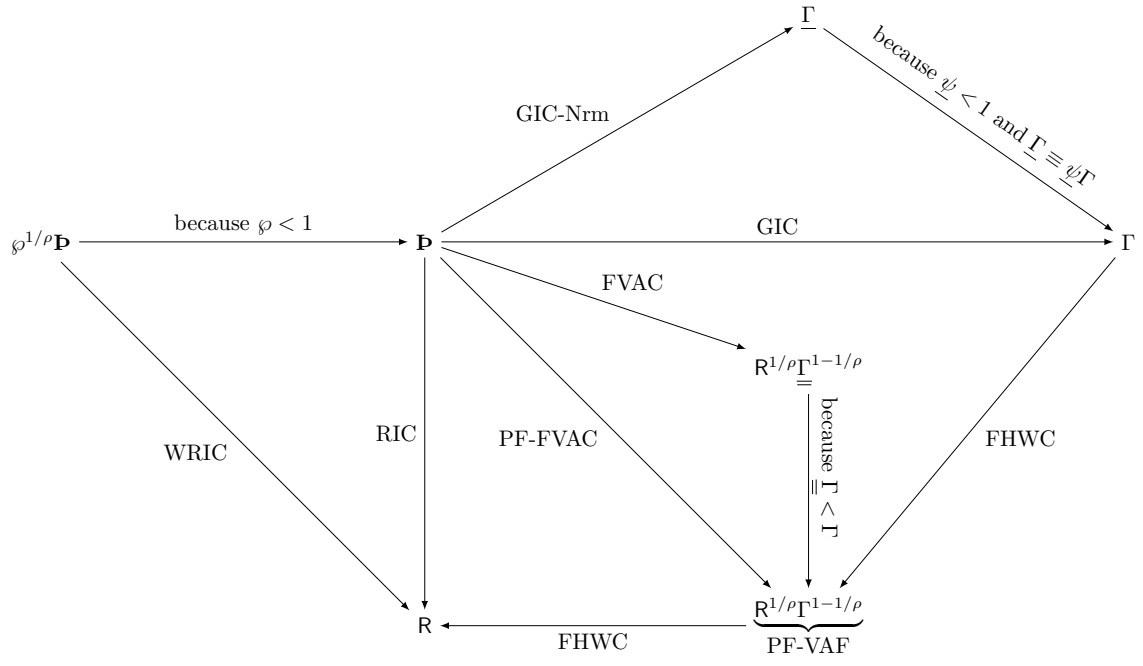 Γ̲
because ψ̲ < 1 and Γ̲ ≡ ψ̲Γ
GIC-Nrm
because ℘ < 1
GIC
℘^{1/ρ}Þ
Þ
Γ
FVAC
R^{1/ρ}Γ̳^{1−1/ρ}
because Γ̳ < Γ
WRIC
RIC
PF-FVAC
FHWC
R^{1/ρ}Γ^{1−1/ρ}
R
FHWC
PF-VAF